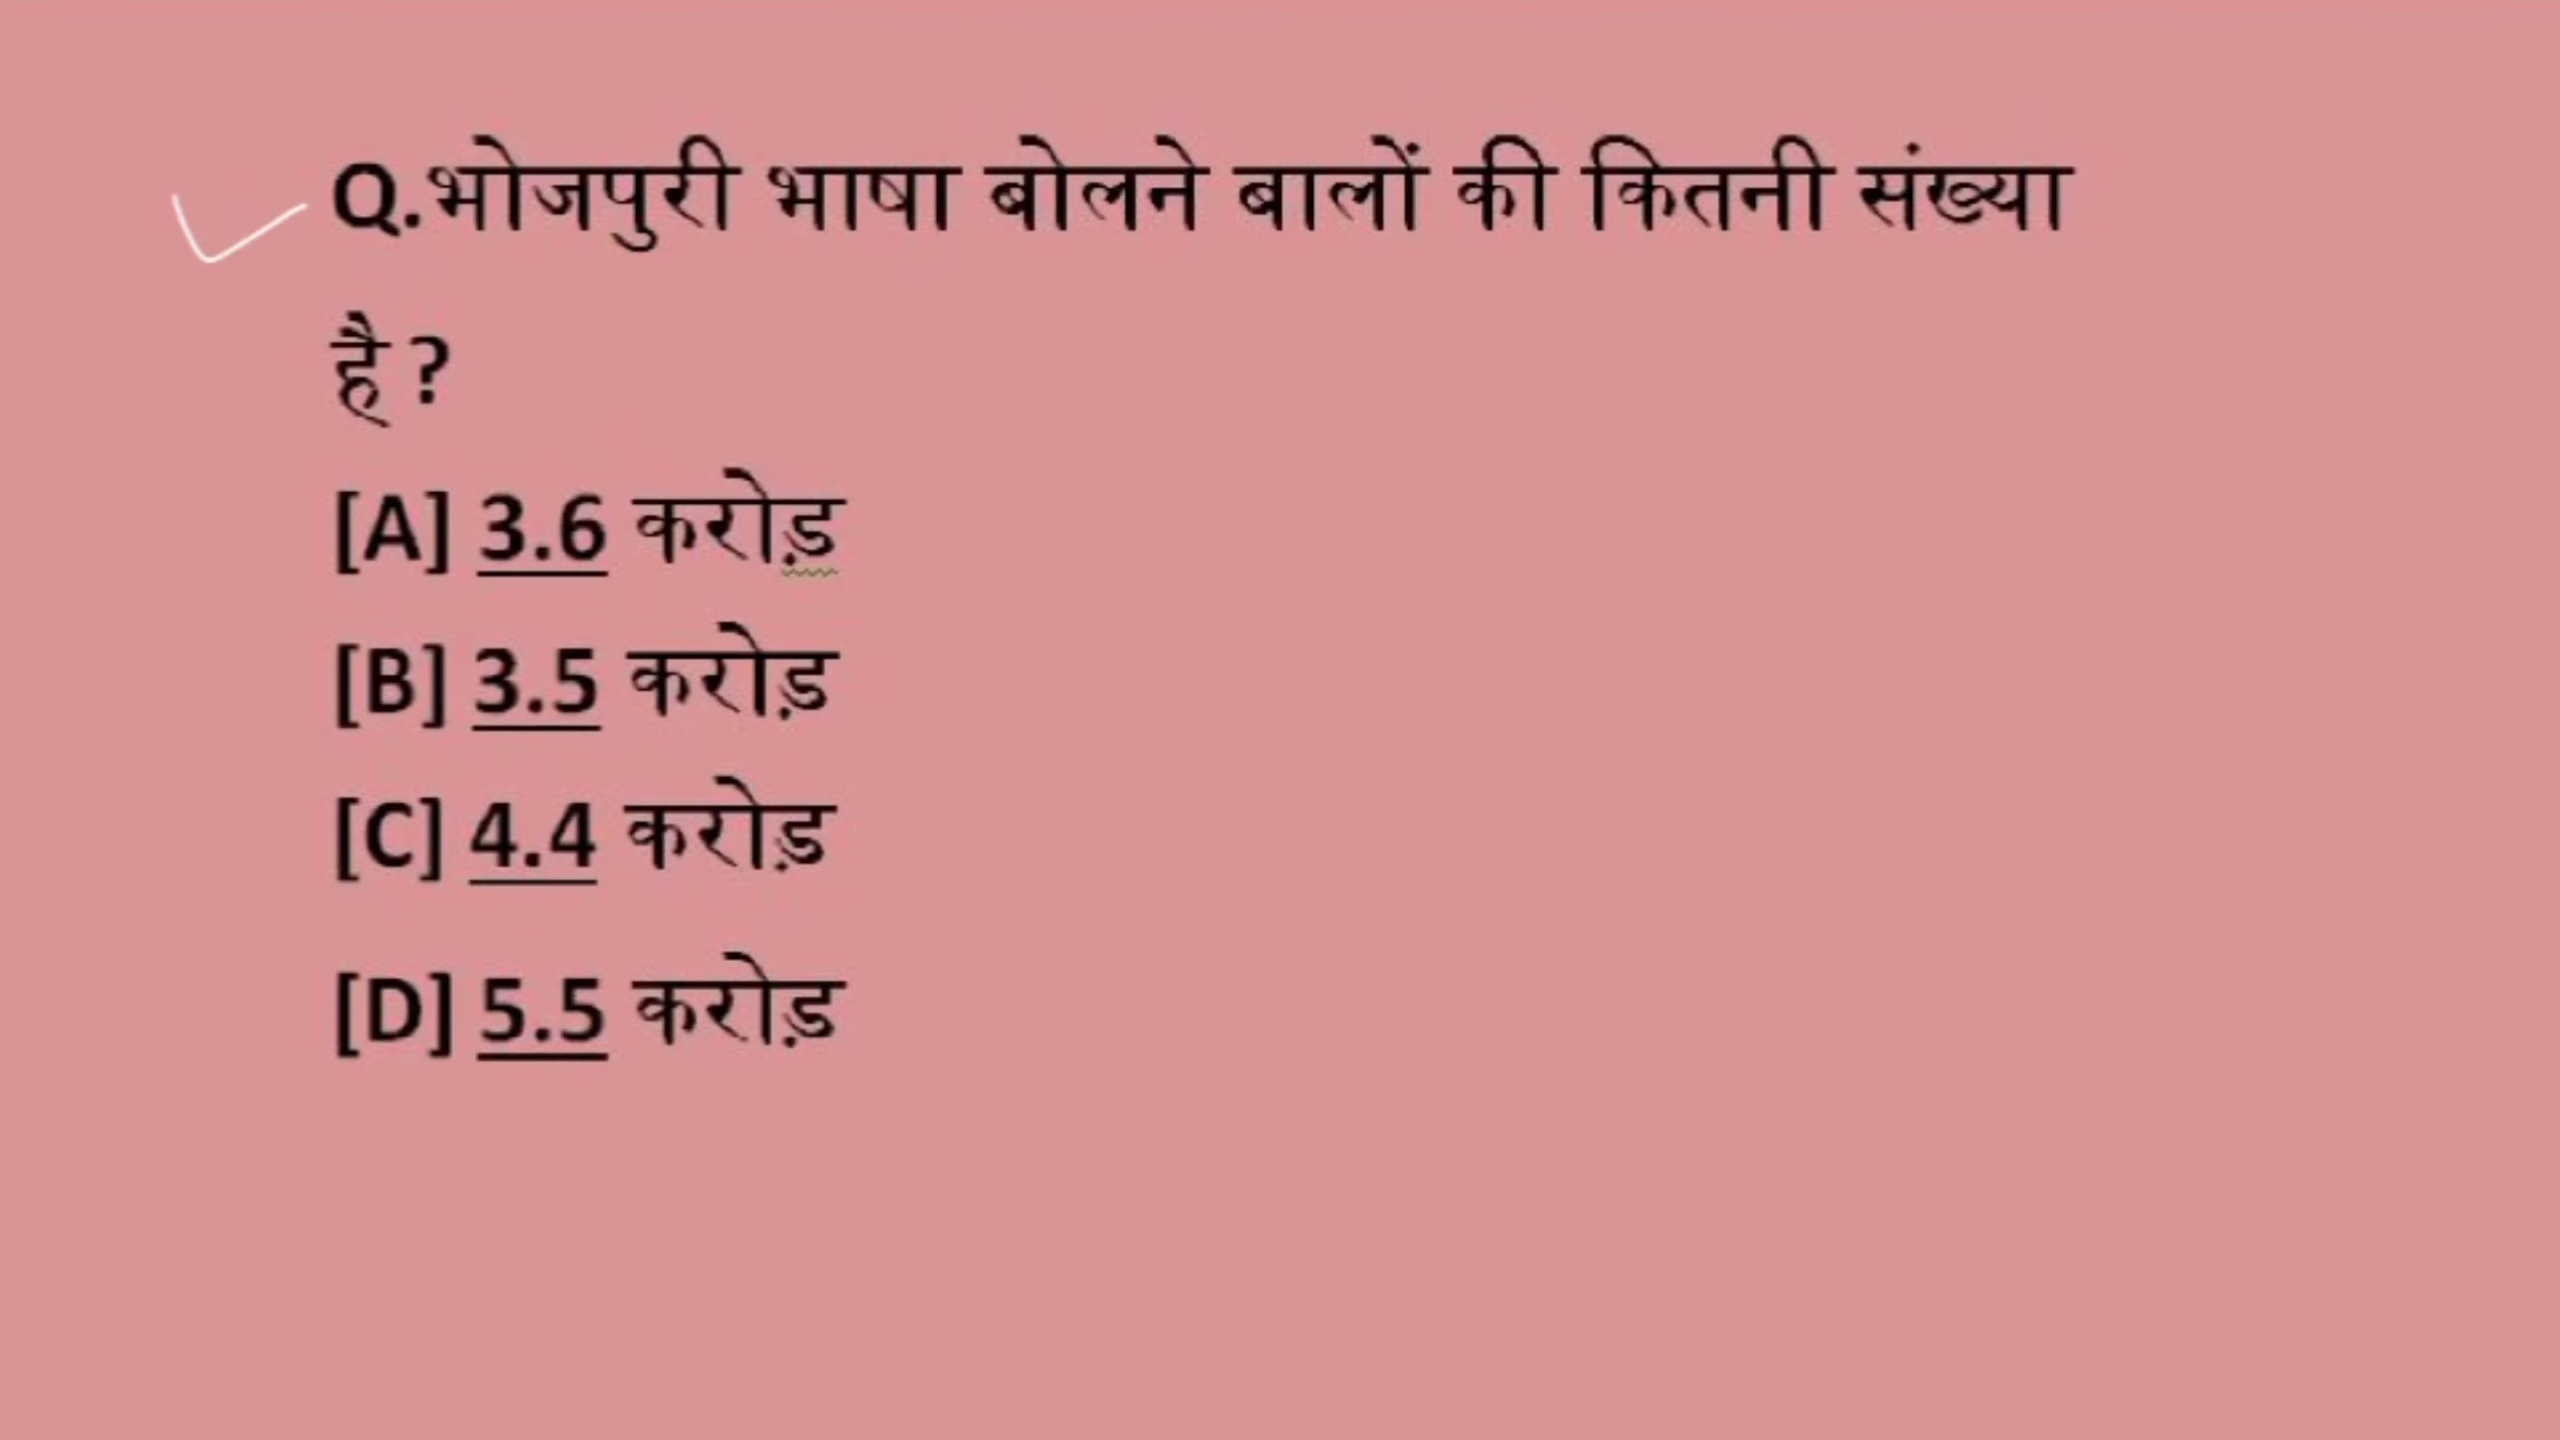 Q.भोजपुरी भाषा बोलने बालों की कितनी संख्या
है ?
[A] 3.6 करोड़
[B] 3.5 करोड़
[C] 4.4 करोड़
[D] 5.5 करोड़